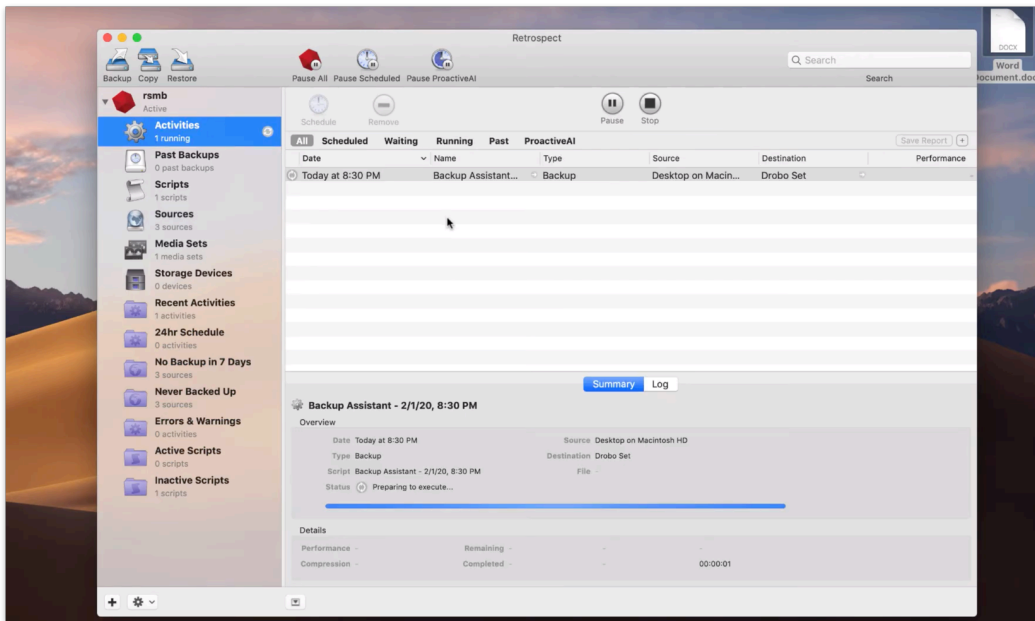 Retrospect
DOCX
Word
Document.doc
Backup Copy Restore
Pause All Pause Scheduled Pause ProactiveAI
Search
Search
rsmb
Active
Activities
1 running
Past Backups
0 past backups
Scripts
1 scripts
Sources
3 sources
Media Sets
1 media sets
Storage Devices
0 devices
Recent Activities
1 activities
24hr Schedule
0 activities
No Backup in 7 Days
3 sources
Never Backed Up
3 sources
Errors & Warnings
0 activities
Active Scripts
0 scripts
Inactive Scripts
1 scripts
Schedule Remove Pause Stop
All Scheduled Waiting Running Past ProactiveAI Save Report +
Date Name Type Source Destination Performance
Today at 8:30 PM Backup Assistant... Backup Desktop on Macin... Drobo Set -
Summary Log
Backup Assistant - 2/1/20, 8:30 PM
Overview
Date Today at 8:30 PM Source Desktop on Macintosh HD
Type Backup Destination Drobo Set
Script Backup Assistant - 2/1/20, 8:30 PM File -
Status Preparing to execute...
Details
Performance - Remaining - - -
Compression - Completed - - 00:00:01